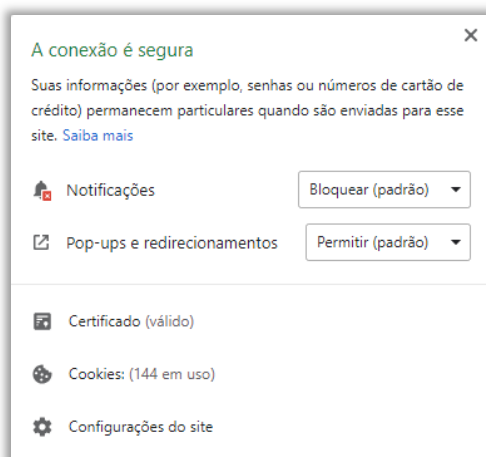 A conexão é segura
Suas informações (por exemplo, senhas ou números de cartão de
crédito) permanecem particulares quando são enviadas para esse
site. Saiba mais
Notificações Bloquear (padrão)
Pop-ups e redirecionamentos Permitir (padrão)
Certificado (válido)
Cookies: (144 em uso)
Configurações do site